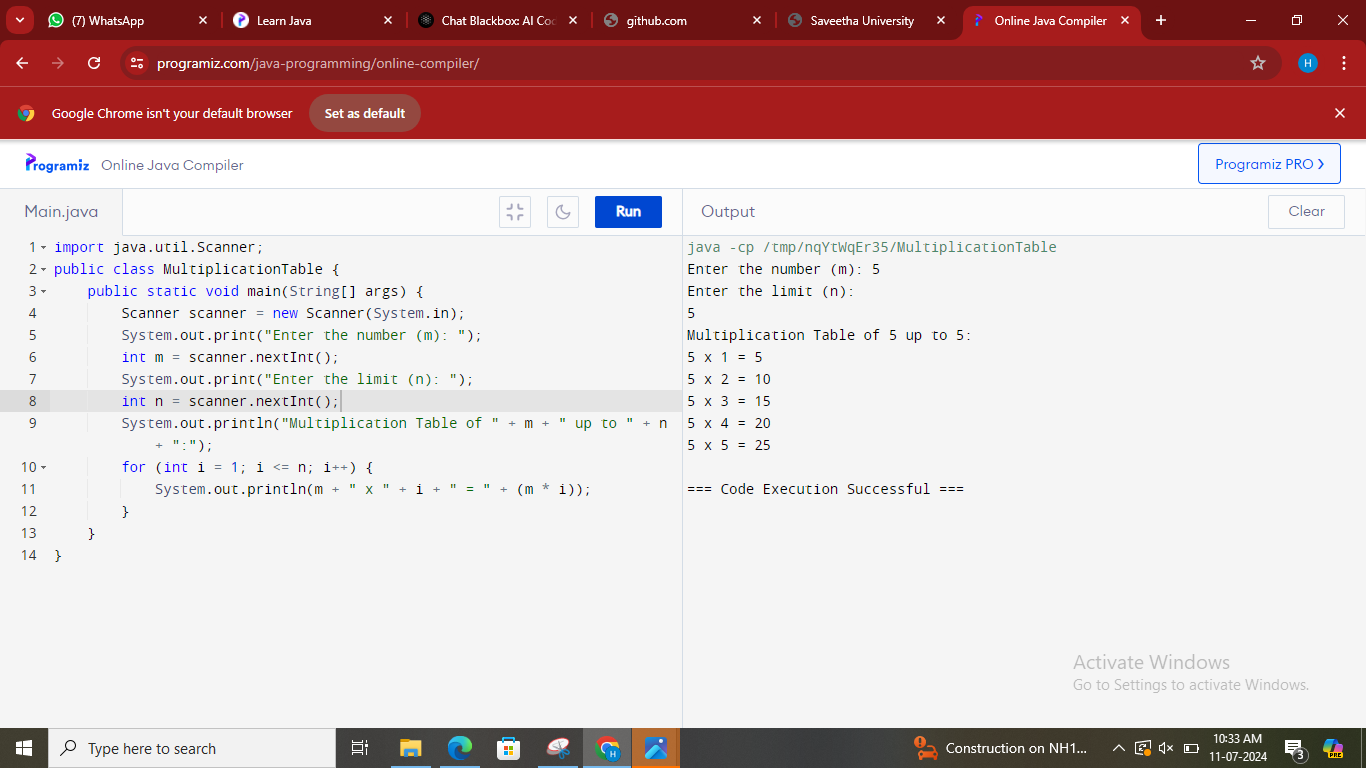 (7) WhatsApp
Learn Java
Chat Blackbox: AI Coc
github.com
Saveetha University
Online Java Compiler
programiz.com/java-programming/online-compiler/
H
Google Chrome isn't your default browser
Set as default
Programiz
Online Java Compiler
Programiz PRO
Main.java
Run
Output
Clear
1 import java.util.Scanner;
2 public class MultiplicationTable {
3 public static void main(String[] args) {
4 Scanner scanner = new Scanner(System.in);
5 System.out.print("Enter the number (m): ");
6 int m = scanner.nextInt();
7 System.out.print("Enter the limit (n): ");
8 int n = scanner.nextInt();
9 System.out.println("Multiplication Table of " + m + " up to " + n
+ ":");
10 for (int i = 1; i <= n; i++) {
11 System.out.println(m + " x " + i + " = " + (m * i));
12 }
13 }
14 }
java -cp /tmp/nqYtWqEr35/MultiplicationTable
Enter the number (m): 5
Enter the limit (n):
5
Multiplication Table of 5 up to 5:
5 x 1 = 5
5 x 2 = 10
5 x 3 = 15
5 x 4 = 20
5 x 5 = 25
=== Code Execution Successful ===
Activate Windows
Go to Settings to activate Windows.
Type here to search
H
Construction on NH1...
10:33 AM
11-07-2024
3
PRE